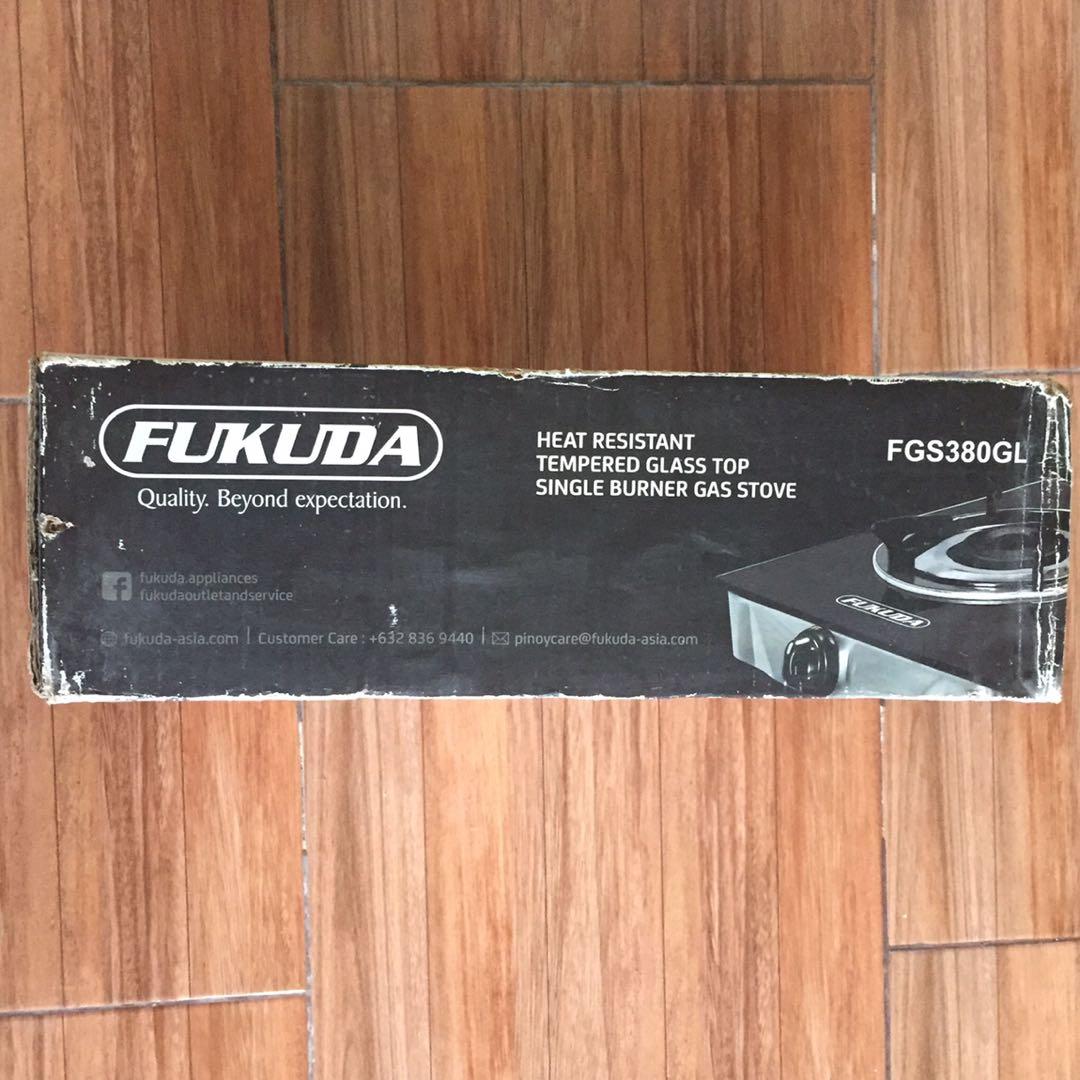 FUKUDA
Quality. Beyond expectation.
HEAT RESISTANT
TEMPERED GLASS TOP
SINGLE BURNER GAS STOVE
FGS380GL
fukuda.appliances
fukudaoutletandservice
fukuda-asia.com | Customer Care : +632 836 9440 | pinoycare@fukuda-asia.com
FUKUDA